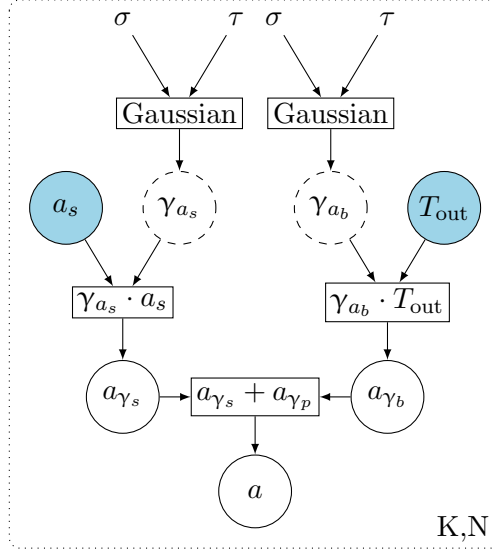 σ τ σ τ
Gaussian Gaussian
a_s γ_{a_s} γ_{a_b} T_out
γ_{a_s} · a_s γ_{a_b} · T_out
a_{γ_s} a_{γ_s} + a_{γ_p} a_{γ_b}
a
K,N